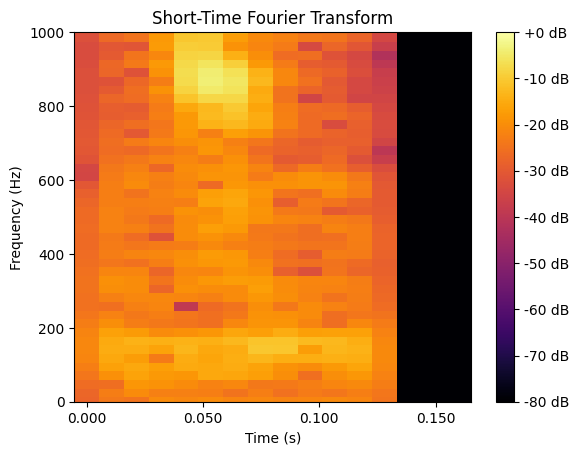 Short-Time Fourier Transform
1000
800
600
400
200
0
Frequency (Hz)
0.000
0.050
0.100
0.150
Time (s)
+0 dB
-10 dB
-20 dB
-30 dB
-40 dB
-50 dB
-60 dB
-70 dB
-80 dB